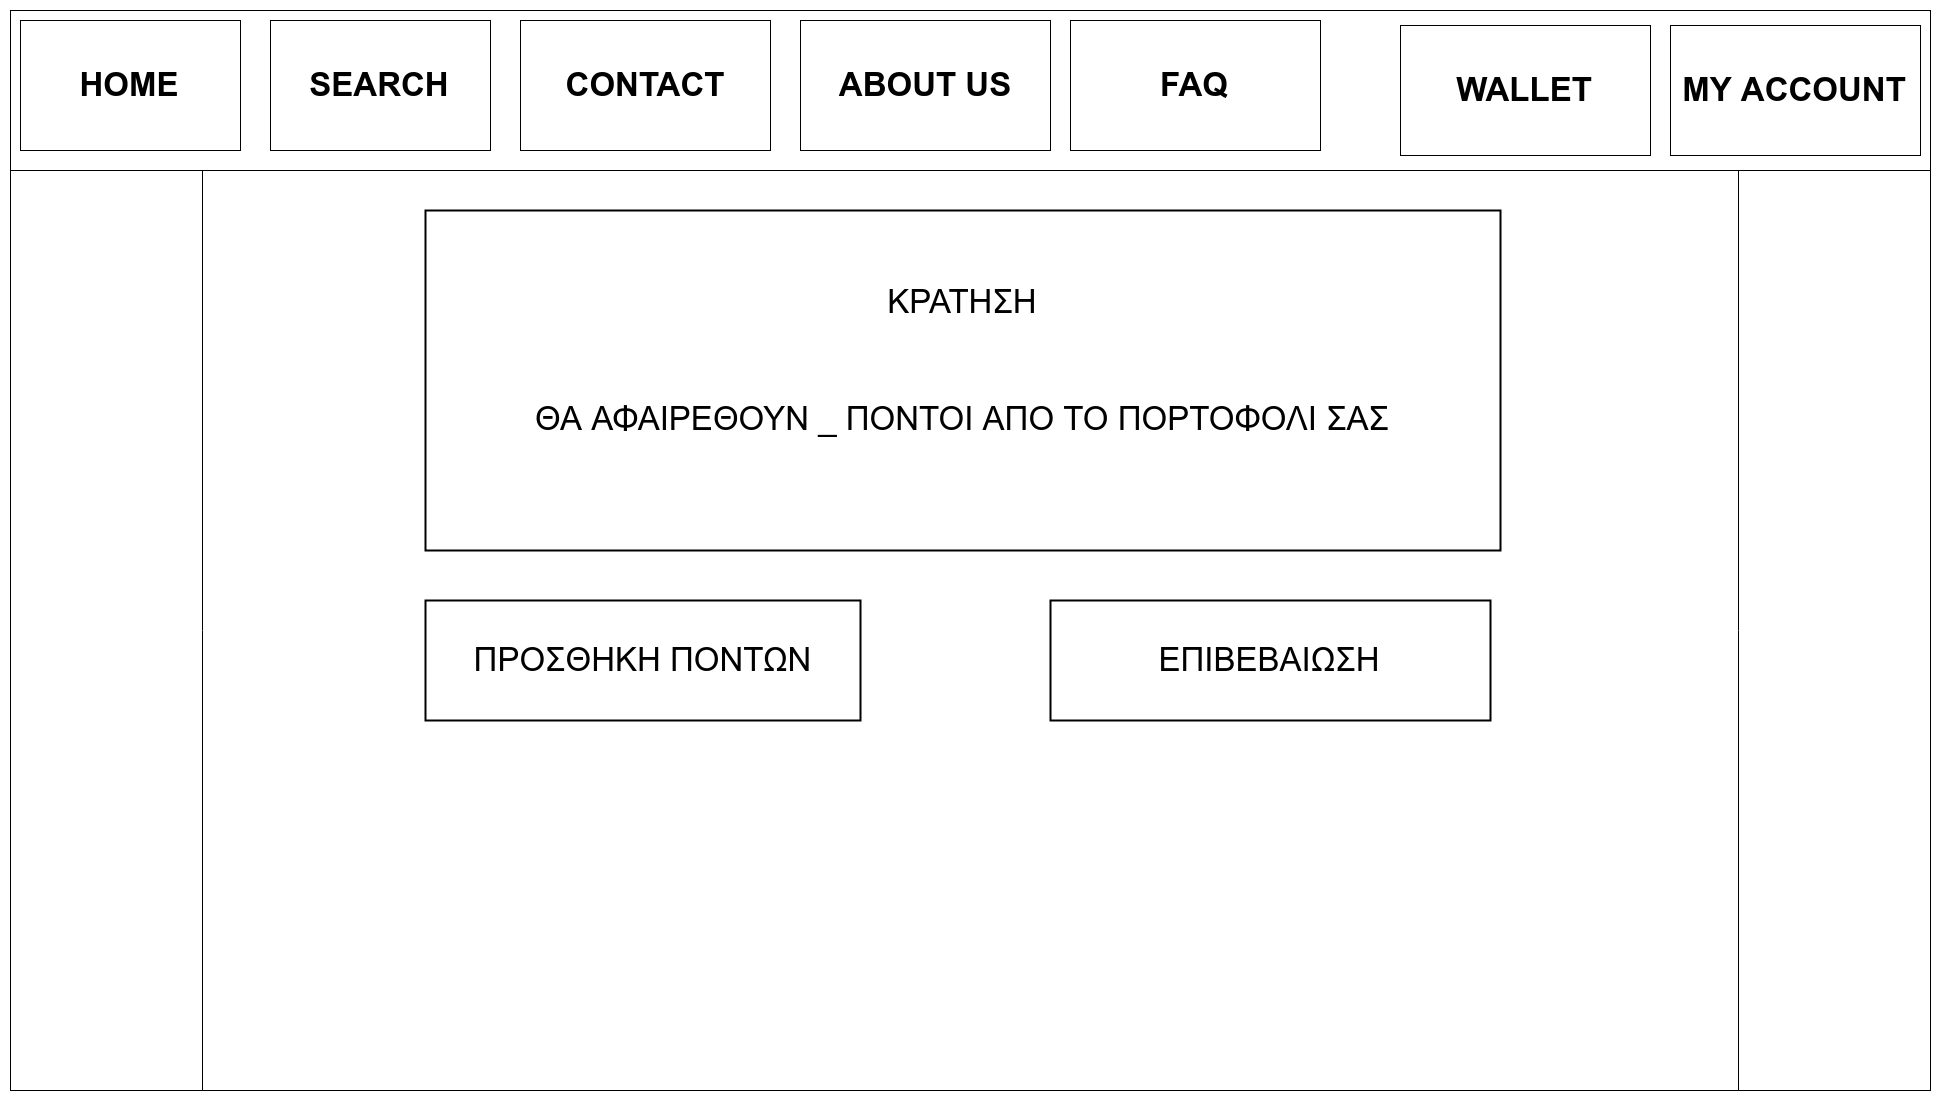 HOME
SEARCH
CONTACT
ABOUT US
FAQ
WALLET
MY ACCOUNT
ΚΡΑΤΗΣΗ
ΘΑ ΑΦΑΙΡΕΘΟΥΝ _ ΠΟΝΤΟΙ ΑΠΟ ΤΟ ΠΟΡΤΟΦΟΛΙ ΣΑΣ
ΠΡΟΣΘΗΚΗ ΠΟΝΤΩΝ
ΕΠΙΒΕΒΑΙΩΣΗ